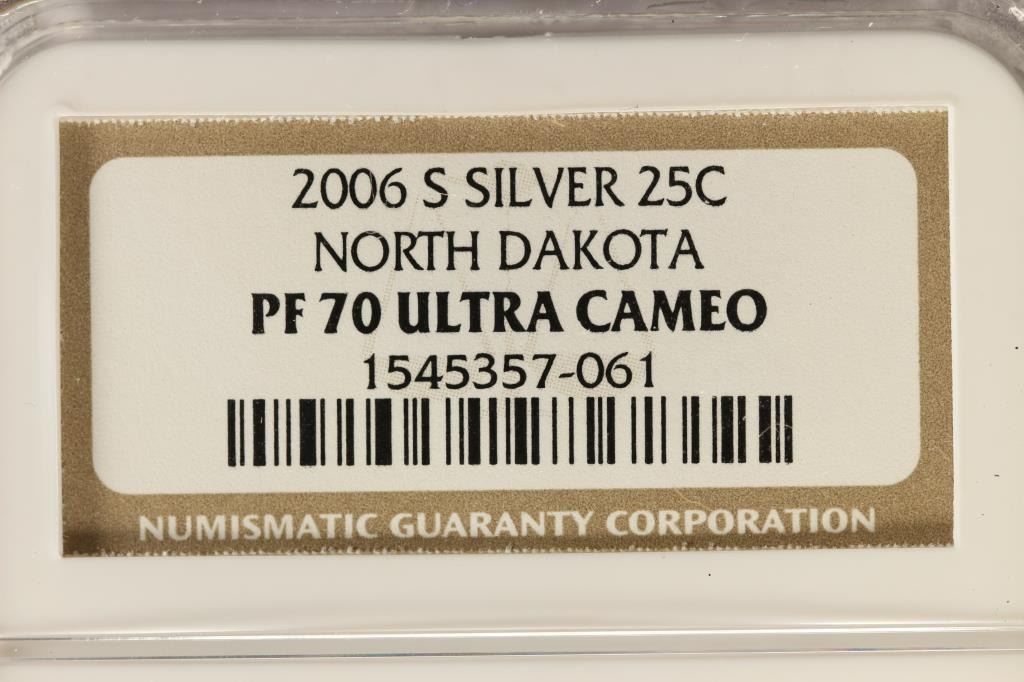 2006 S SILVER 25C
NORTH DAKOTA
PF 70 ULTRA CAMEO
1545357-061
NUMISMATIC GUARANTY CORPORATION